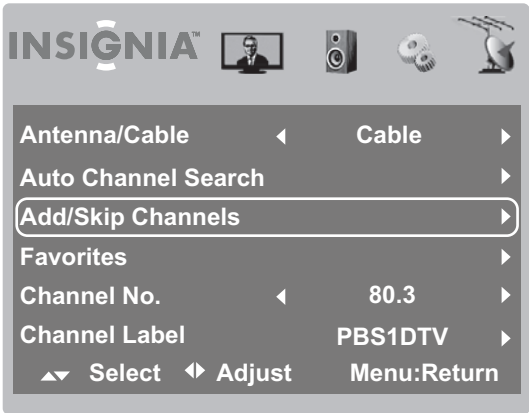 INSIGNIA™
Antenna/Cable Cable
Auto Channel Search
Add/Skip Channels
Favorites
Channel No. 80.3
Channel Label PBS1DTV
Select Adjust Menu:Return